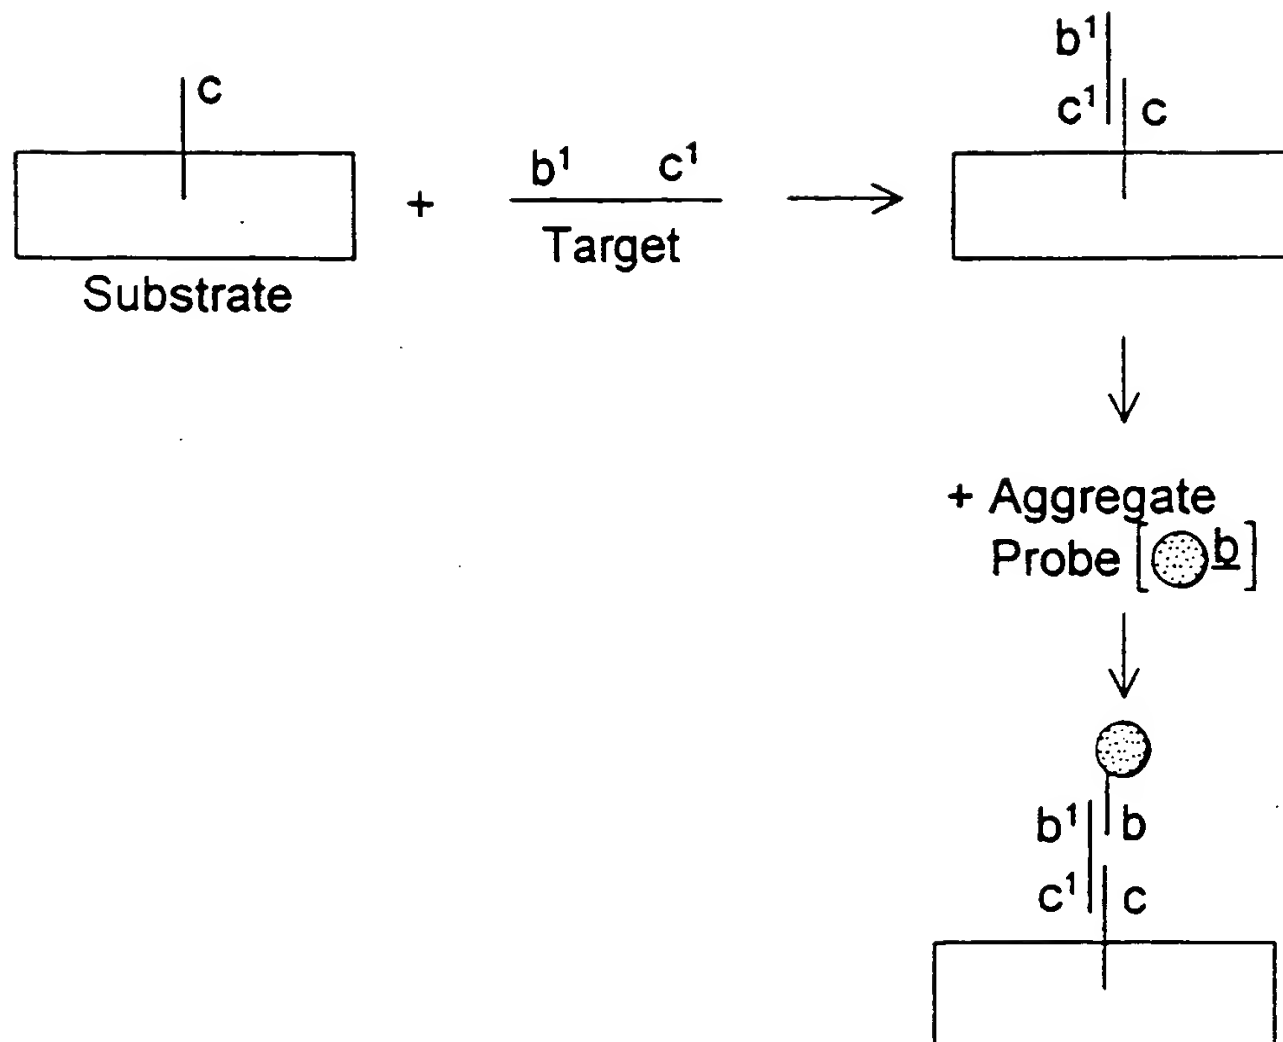 c
+
b¹ c¹
Target
Substrate
b¹
c¹ c
+ Aggregate
Probe [ b ]
b¹ b
c¹ c